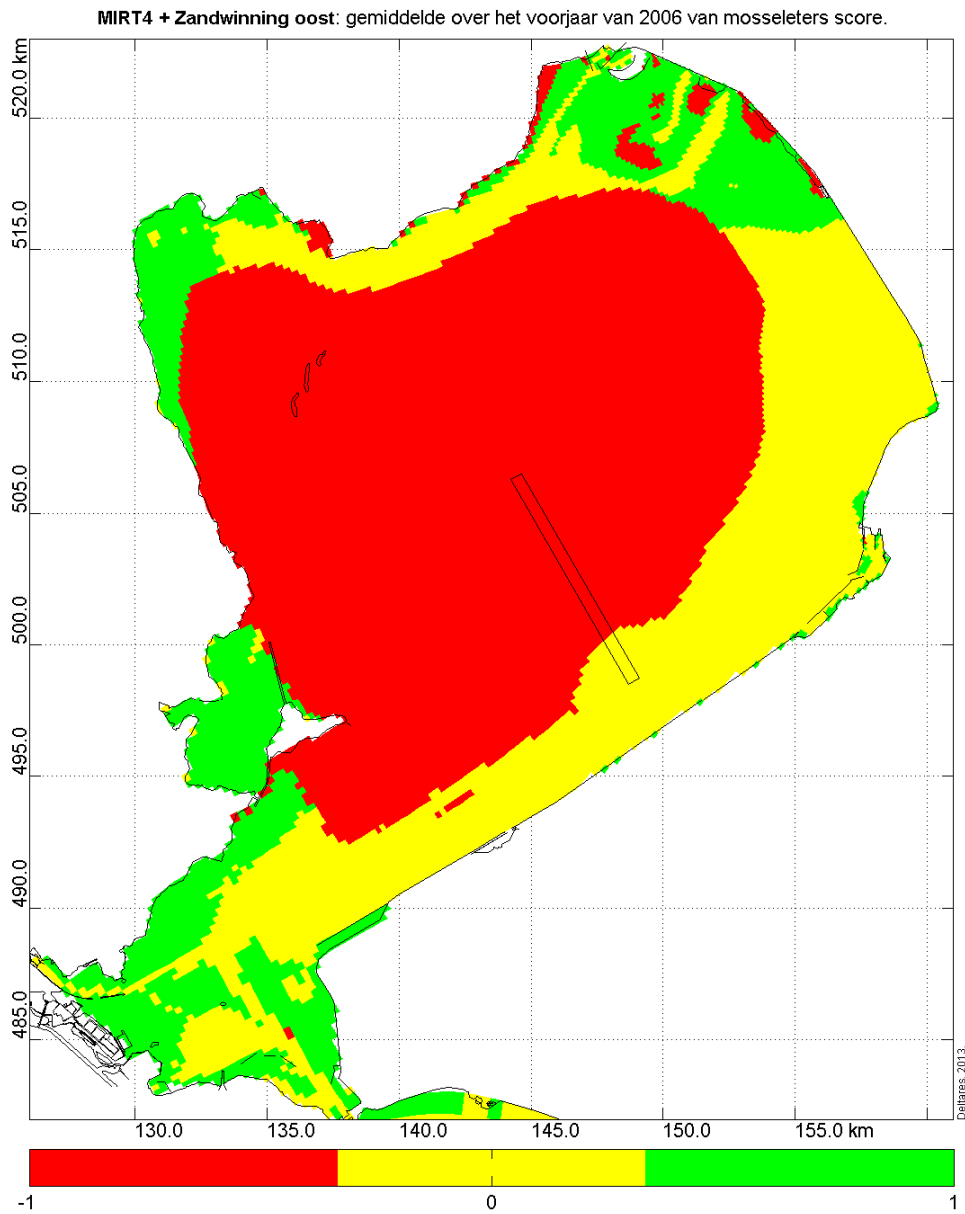 MIRT4 + Zandwinning oost: gemiddelde over het voorjaar van 2006 van mosseleters score.
520.0 km
515.0
510.0
505.0
500.0
495.0
490.0
485.0
130.0 135.0 140.0 145.0 150.0 155.0 km
Deltares, 2013.
-1 0 1